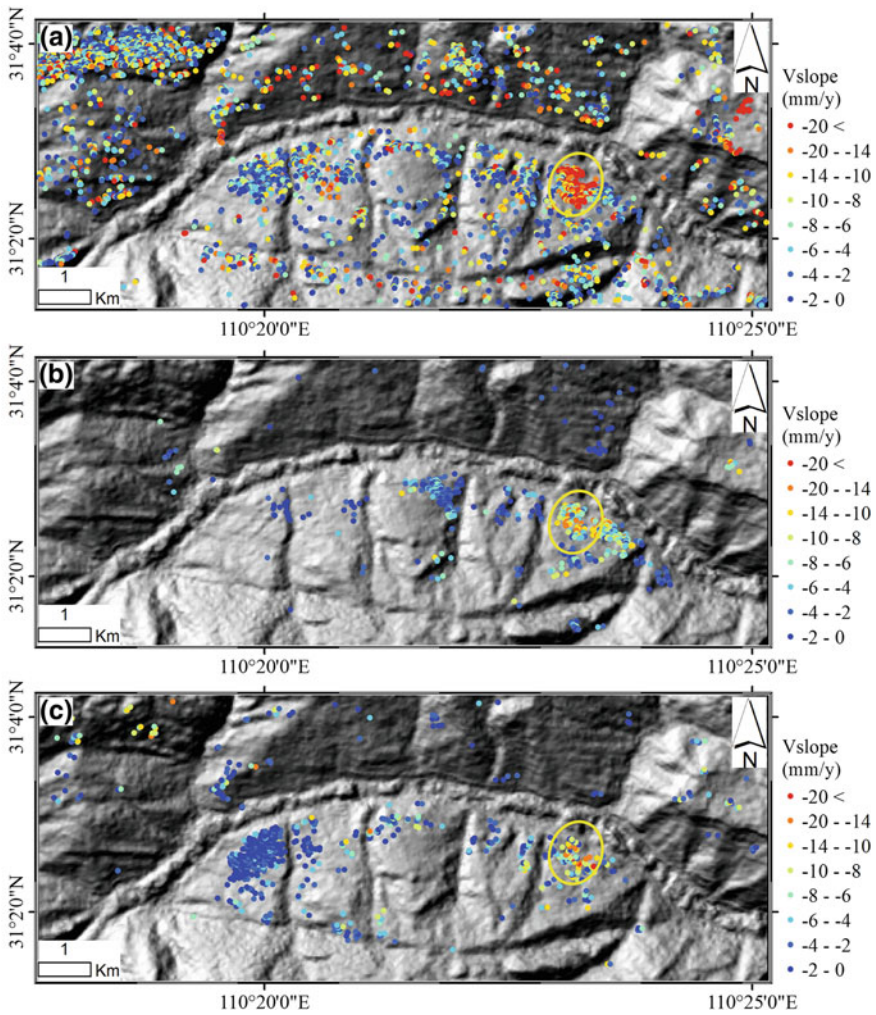 (a)
31°4'0"N
31°2'0"N
N
1
Km
110°20'0"E
110°25'0"E
Vslope
(mm/y)
-20 <
-20 - -14
-14 - -10
-10 - -8
-8 - -6
-6 - -4
-4 - -2
-2 - 0
(b)
31°4'0"N
31°2'0"N
N
1
Km
110°20'0"E
110°25'0"E
Vslope
(mm/y)
-20 <
-20 - -14
-14 - -10
-10 - -8
-8 - -6
-6 - -4
-4 - -2
-2 - 0
(c)
31°4'0"N
31°2'0"N
N
1
Km
110°20'0"E
110°25'0"E
Vslope
(mm/y)
-20 <
-20 - -14
-14 - -10
-10 - -8
-8 - -6
-6 - -4
-4 - -2
-2 - 0